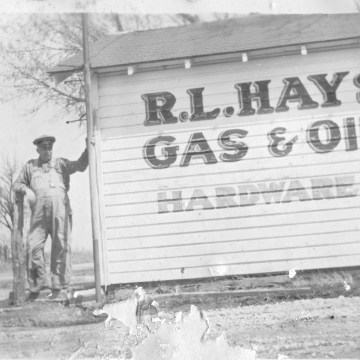 R.L. HAYS
GAS & OIL
HARDWARE